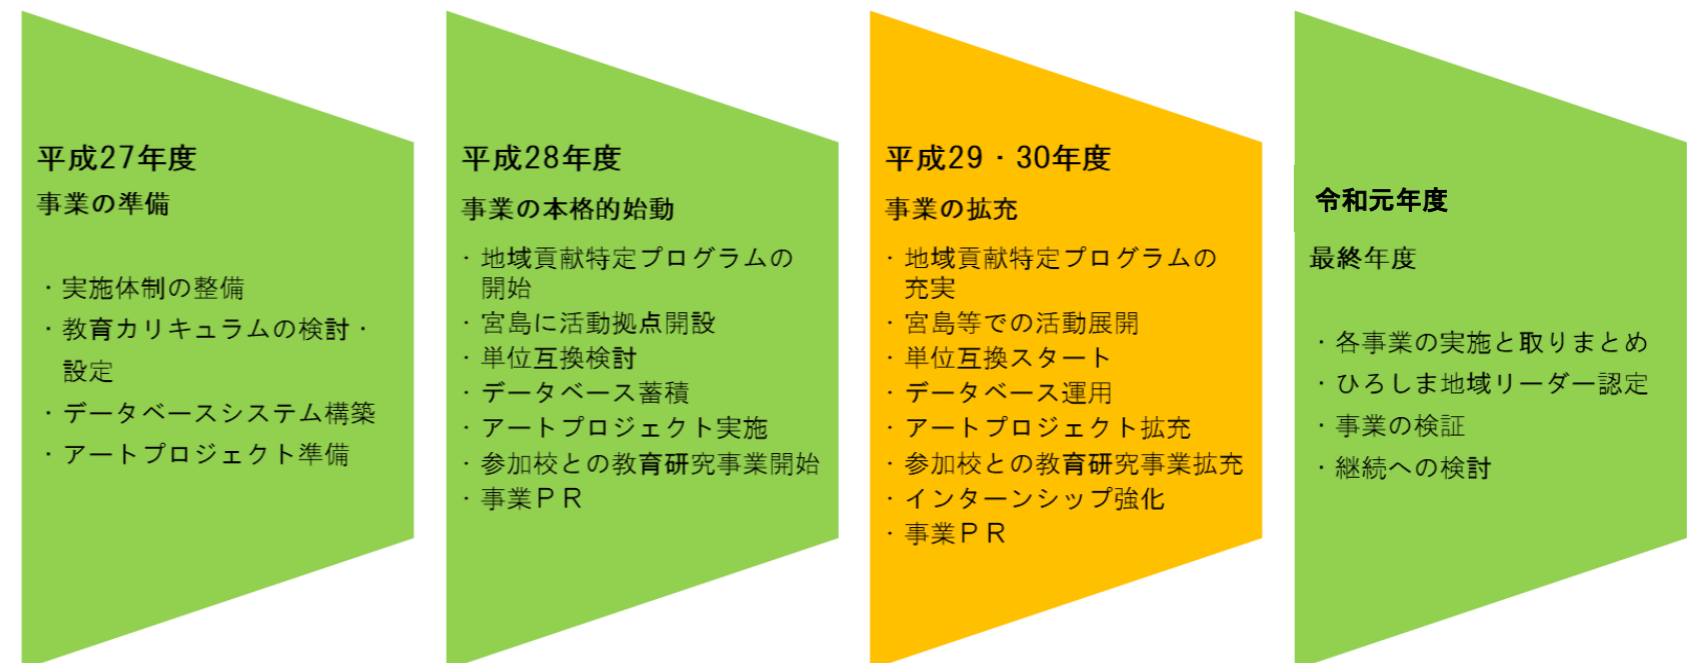 平成27年度
事業の準備
・実施体制の整備
・教育カリキュラムの検討・
設定
・データベースシステム構築
・アートプロジェクト準備
平成28年度
事業の本格的始動
・地域貢献特定プログラムの
開始
・宮島に活動拠点開設
・単位互換検討
・データベース蓄積
・アートプロジェクト実施
・参加校との教育研究事業開始
・事業ＰＲ
平成29・30年度
事業の拡充
・地域貢献特定プログラムの
充実
・宮島等での活動展開
・単位互換スタート
・データベース運用
・アートプロジェクト拡充
・参加校との教育研究事業拡充
・インターンシップ強化
・事業ＰＲ
令和元年度
最終年度
・各事業の実施と取りまとめ
・ひろしま地域リーダー認定
・事業の検証
・継続への検討